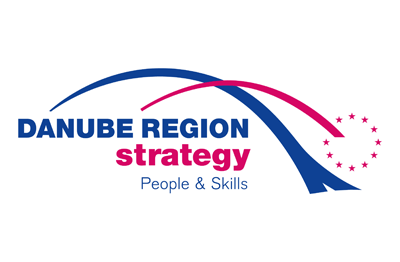 DANUBE REGION
strategy
People & Skills